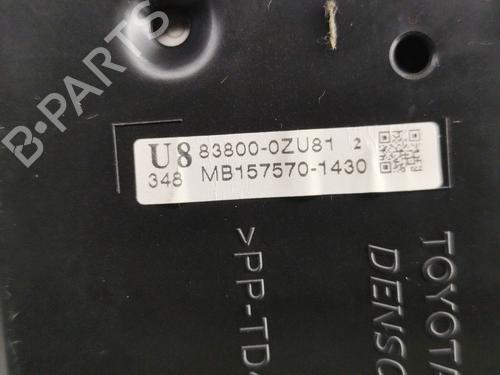 U8 83800-0ZU81 2
348 MB157570-1430
>PP-TD
TOYOTA
DENSO
B-PARTS